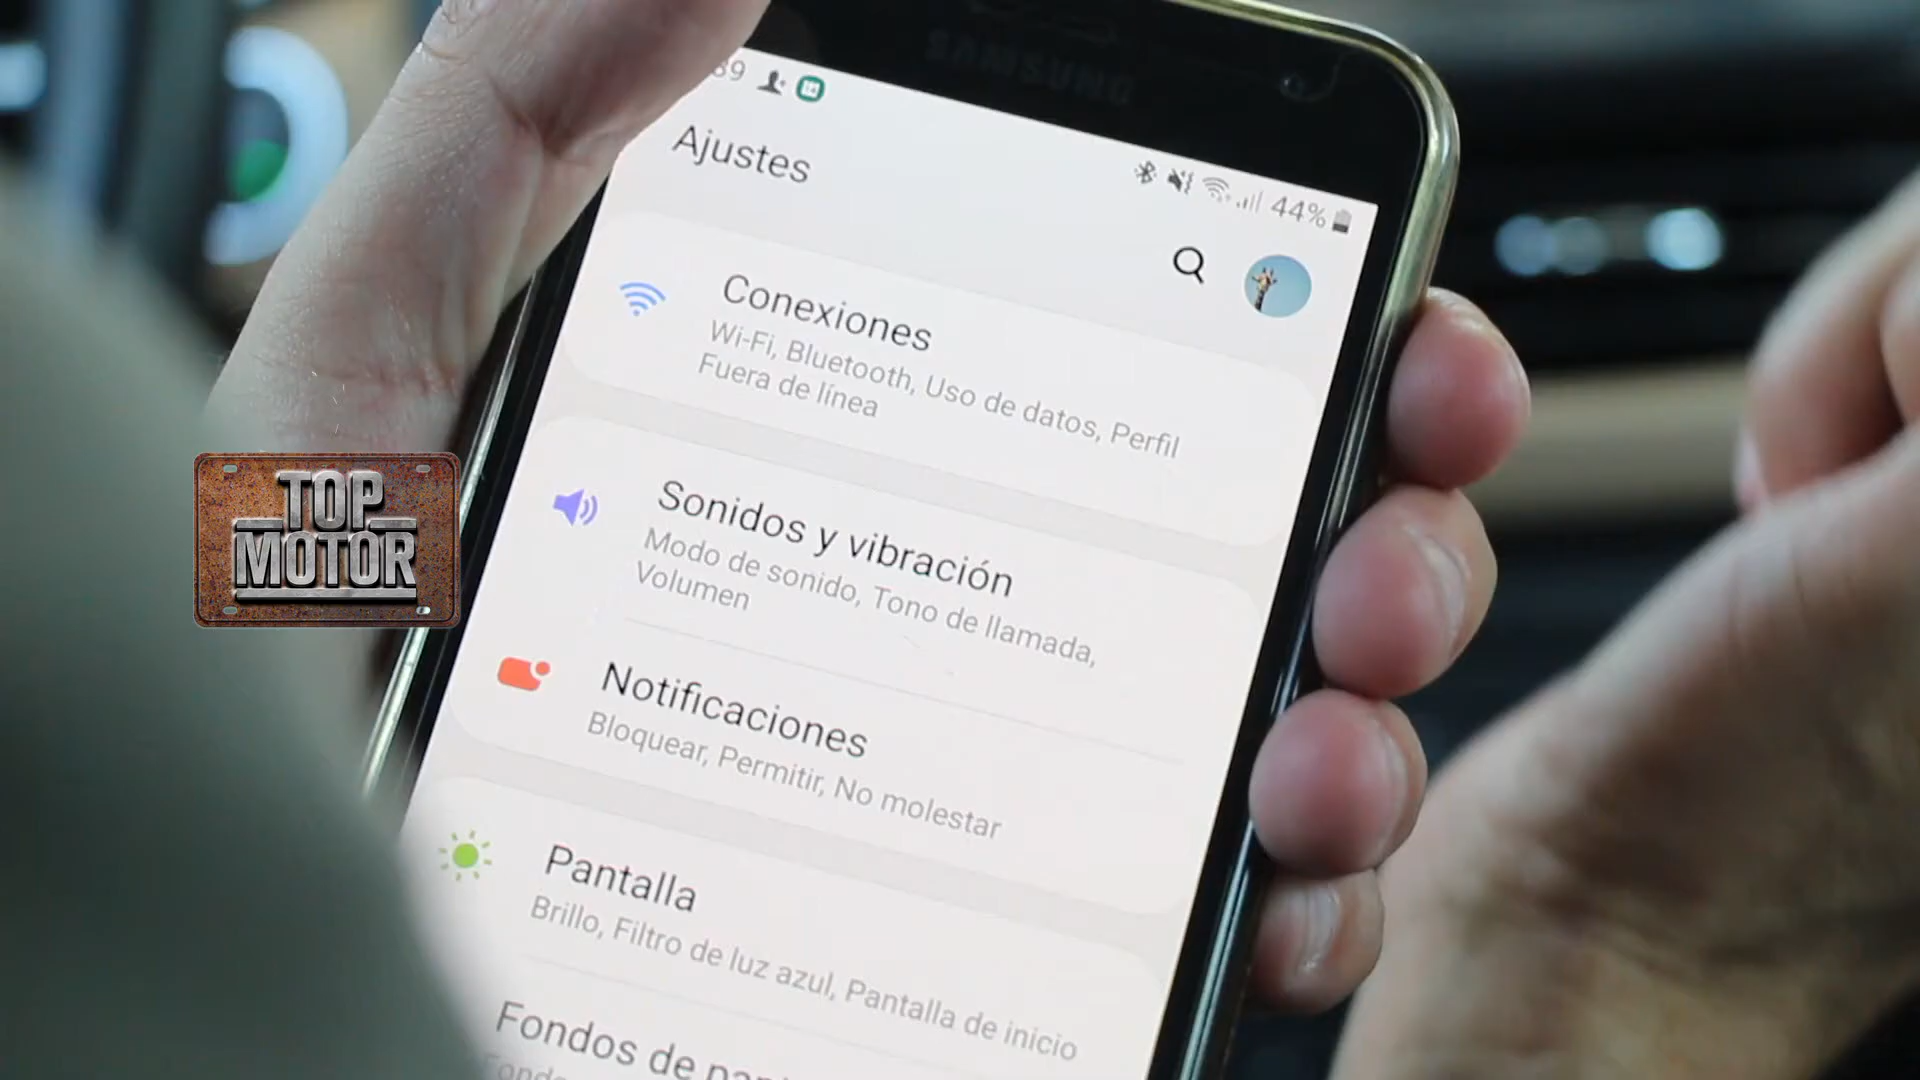 SAMSUNG
39
44%
Ajustes
Conexiones
Wi-Fi, Bluetooth, Uso de datos, Perfil
Fuera de línea
Sonidos y vibración
Modo de sonido, Tono de llamada,
Volumen
Notificaciones
Bloquear, Permitir, No molestar
Pantalla
Brillo, Filtro de luz azul, Pantalla de inicio
Fondos de
TOP
MOTOR